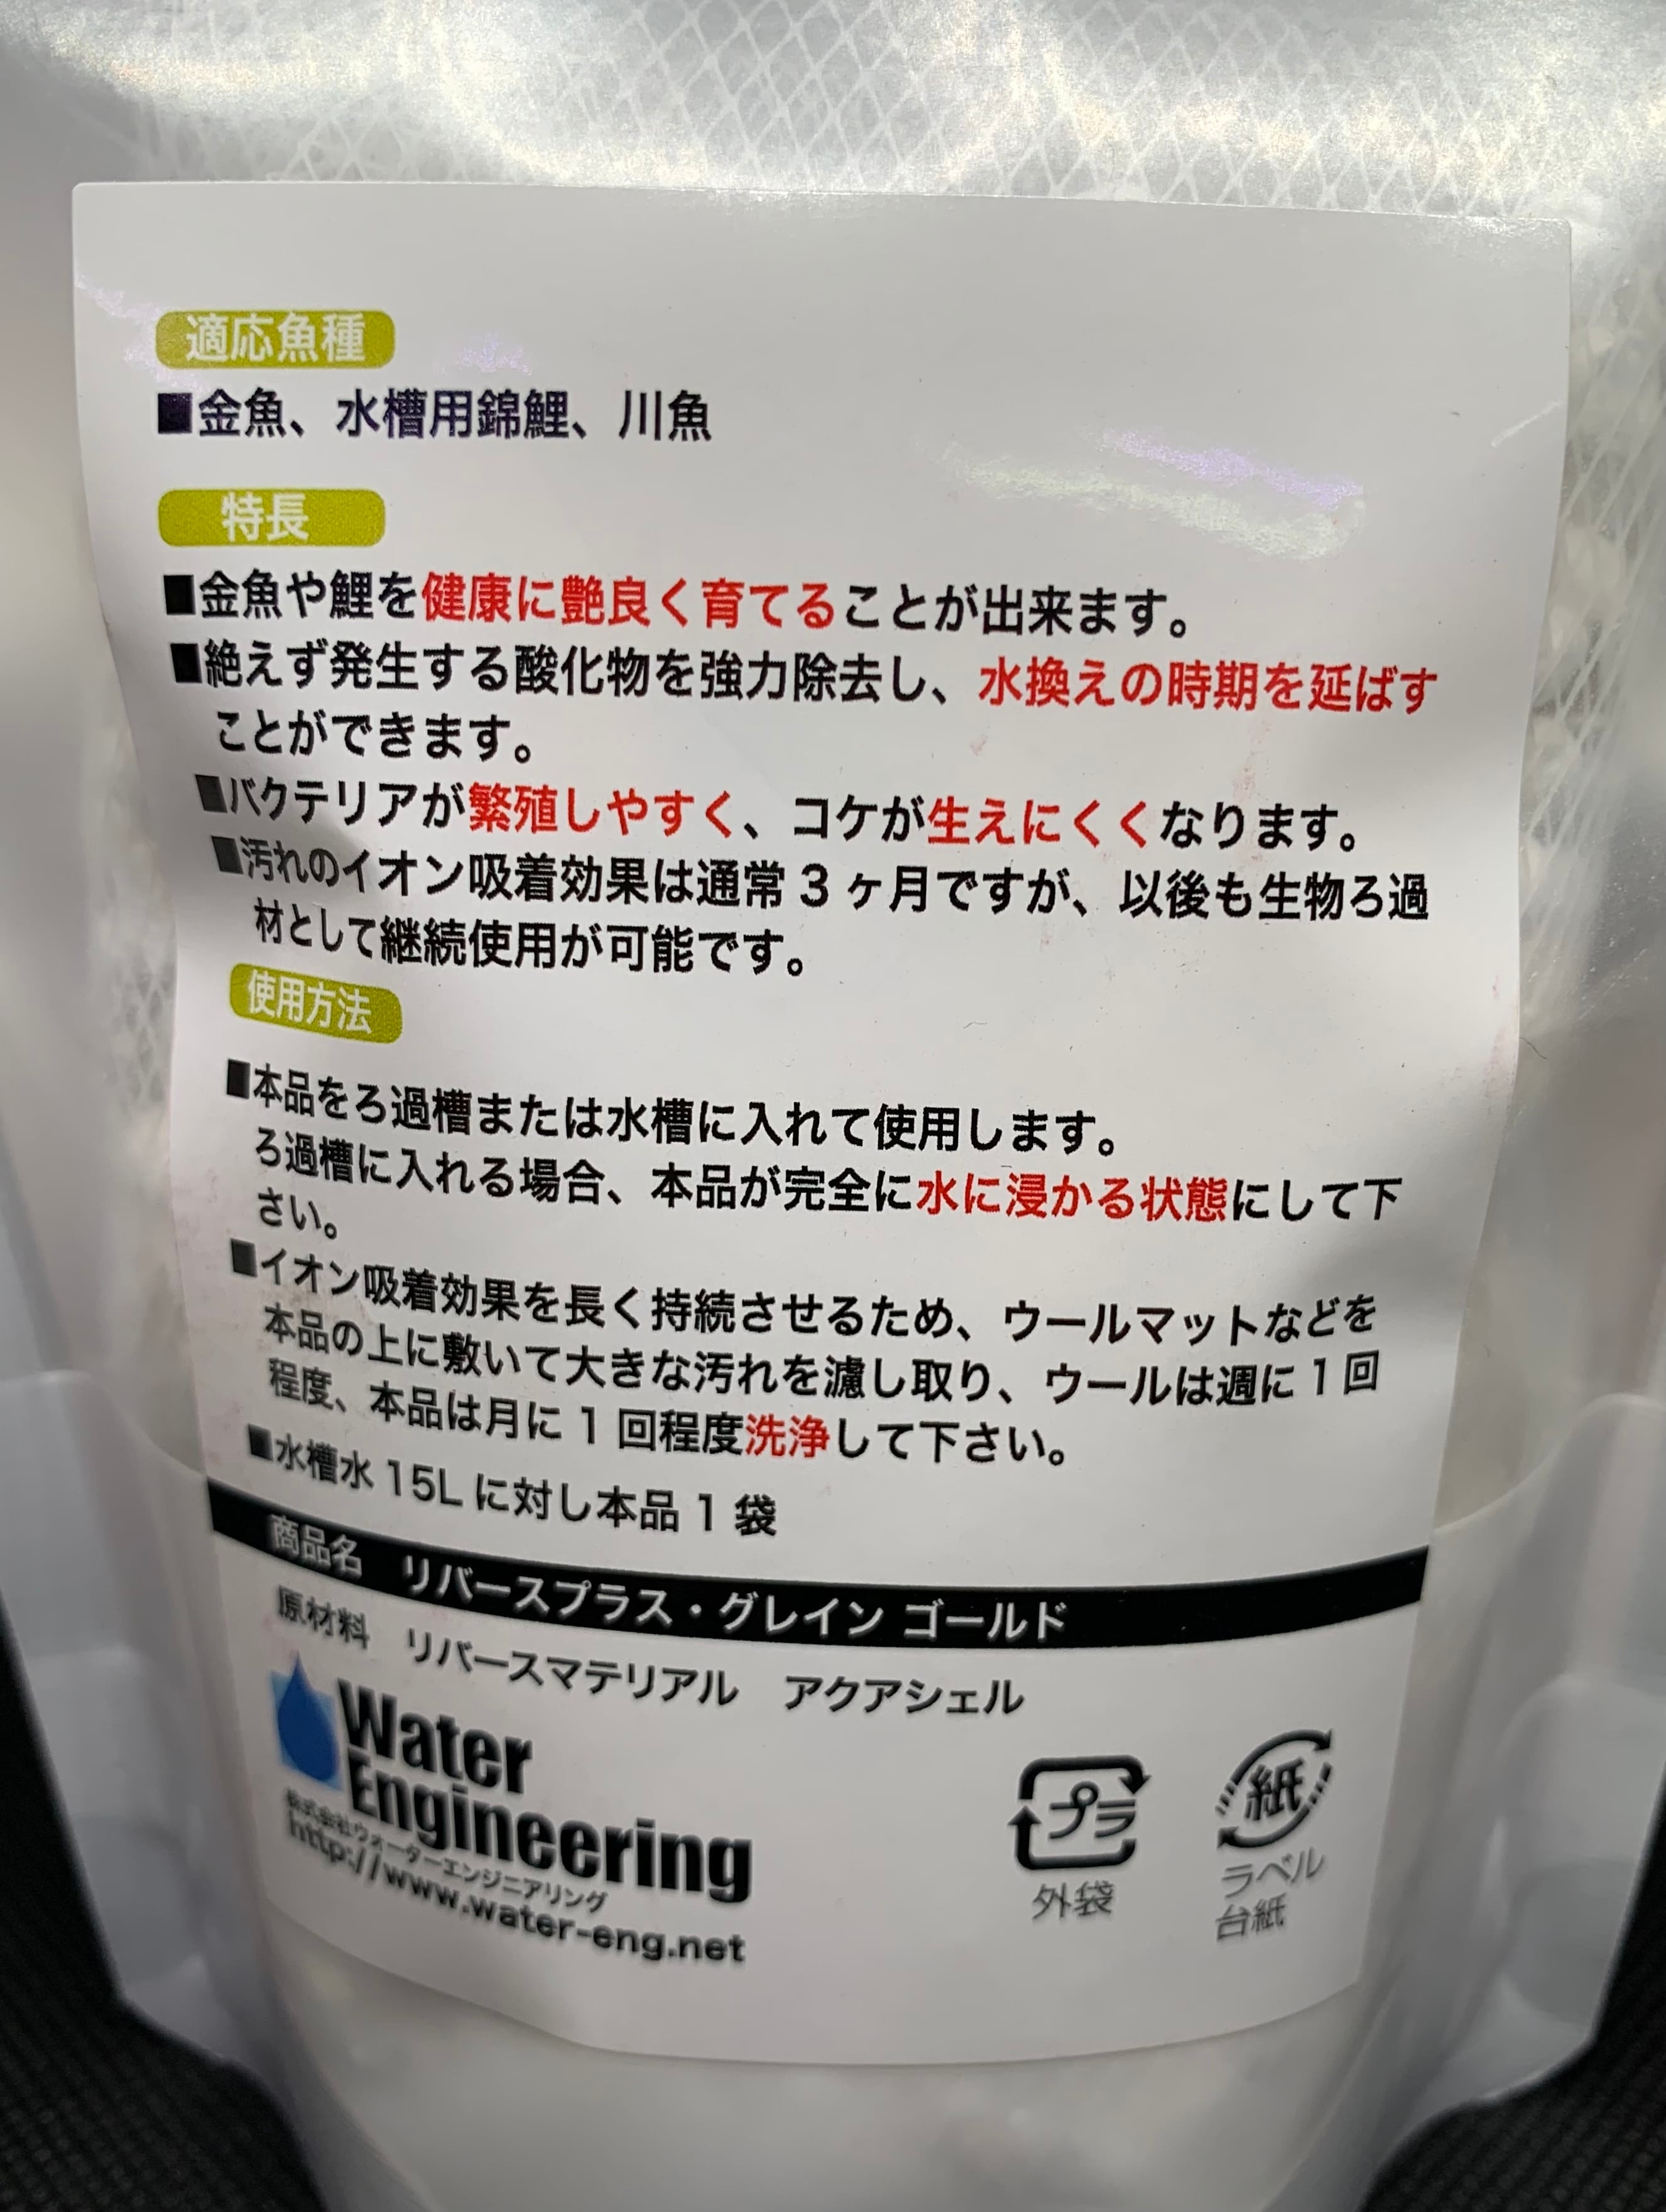 適応魚種
■金魚、水槽用錦鯉、川魚
特長
■金魚や鯉を健康に艶良く育てることが出来ます。
■絶えず発生する酸化物を強力除去し、水換えの時期を延ばす
ことができます。
■バクテリアが繁殖しやすく、コケが生えにくくなります。
■汚れのイオン吸着効果は通常3ヶ月ですが、以後も生物ろ過
材として継続使用が可能です。
使用方法
■本品をろ過槽または水槽に入れて使用します。
ろ過槽に入れる場合、本品が完全に水に浸かる状態にして下
さい。
■イオン吸着効果を長く持続させるため、ウールマットなどを
本品の上に敷いて大きな汚れを濾し取り、ウールは週に1回
程度、本品は月に1回程度洗浄して下さい。
■水槽水15Lに対し本品1袋
商品名 リバースプラス・グレイン ゴールド
原材料 リバースマテリアル アクアシェル
Water
Engineering
株式会社ウォーターエンジニアリング
http://www.water-eng.net
プラ
外袋
紙
ラベル
台紙